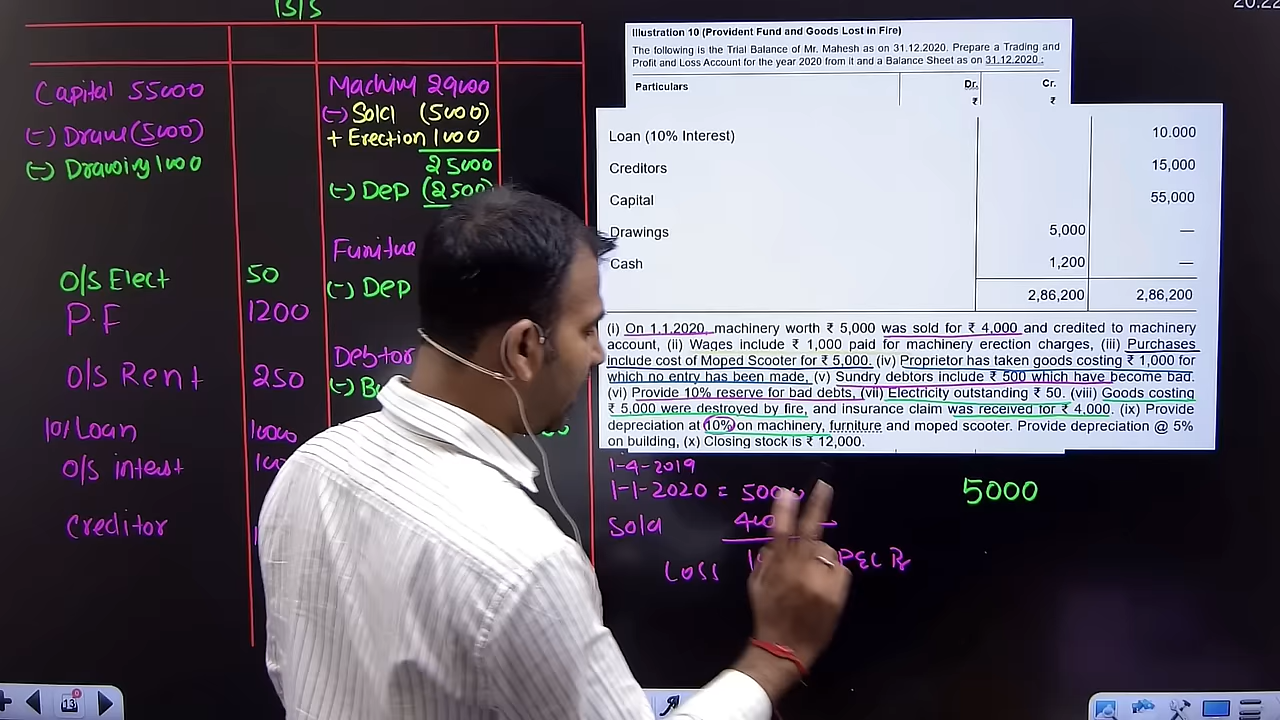 B/S
20:22
Capital 55000
(-) Draw (5000)
(-) Drawing 1000
O/S Elect 50
P.F 1200
O/S Rent 250
10% Loan 10000
O/S intest
Creditor
Machiny 29000
(-) Sold (5000)
+ Erection 1000
25000
(-) Dep (2500)
Furnitue
(-) Dep
Debtor
(-)
Illustration 10 (Provident Fund and Goods Lost in Fire)
The following is the Trial Balance of Mr. Mahesh as on 31.12.2020. Prepare a Trading and
Profit and Loss Account for the year 2020 from it and a Balance Sheet as on 31.12.2020 :
Particulars Dr. Cr.
₹ ₹
Loan (10% Interest) 10.000
Creditors 15,000
Capital 55,000
Drawings 5,000 —
Cash 1,200 —
2,86,200 2,86,200
(i) On 1.1.2020, machinery worth ₹ 5,000 was sold for ₹ 4,000 and credited to machinery
account, (ii) Wages include ₹ 1,000 paid for machinery erection charges, (iii) Purchases
include cost of Moped Scooter for ₹ 5,000, (iv) Proprietor has taken goods costing ₹ 1,000 for
which no entry has been made, (v) Sundry debtors include ₹ 500 which have become bad.
(vi) Provide 10% reserve for bad debts, (vii) Electricity outstanding ₹ 50. (viii) Goods costing
₹ 5,000 were destroyed by fire, and insurance claim was received for ₹ 4,000. (ix) Provide
depreciation at 10% on machinery, furniture and moped scooter. Provide depreciation @ 5%
on building, (x) Closing stock is ₹ 12,000.
1-4-2019
1-1-2020 = 5000
5000
Sold
Loss
13